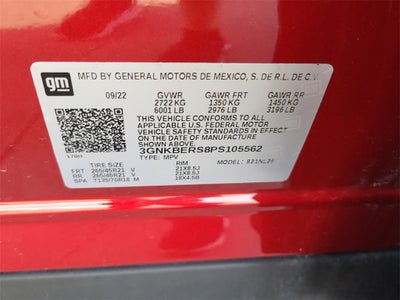 gm
MFD BY GENERAL MOTORS DE MEXICO, S. DE R.L. DE C.V.
09/22 GVWR GAWR FRT GAWR RR
2722 KG 1350 KG 1450 KG
6001 LB 2976 LB 3196 LB
THIS VEHICLE CONFORMS TO ALL
APPLICABLE U.S. FEDERAL MOTOR
VEHICLE SAFETY AND THEFT
PREVENTION STANDARDS IN EFFECT ON
THE DATE OF MANUFACTURE SHOWN ABOVE.
3GNKBERS8PS105562
TYPE: MPV MODEL:
TIRE SIZE RIM
FRT 265/45R21 V 21X8.5J
RR 265/45R21 V 21X8.5J
SPA T135/70R18 M 18X4.5B